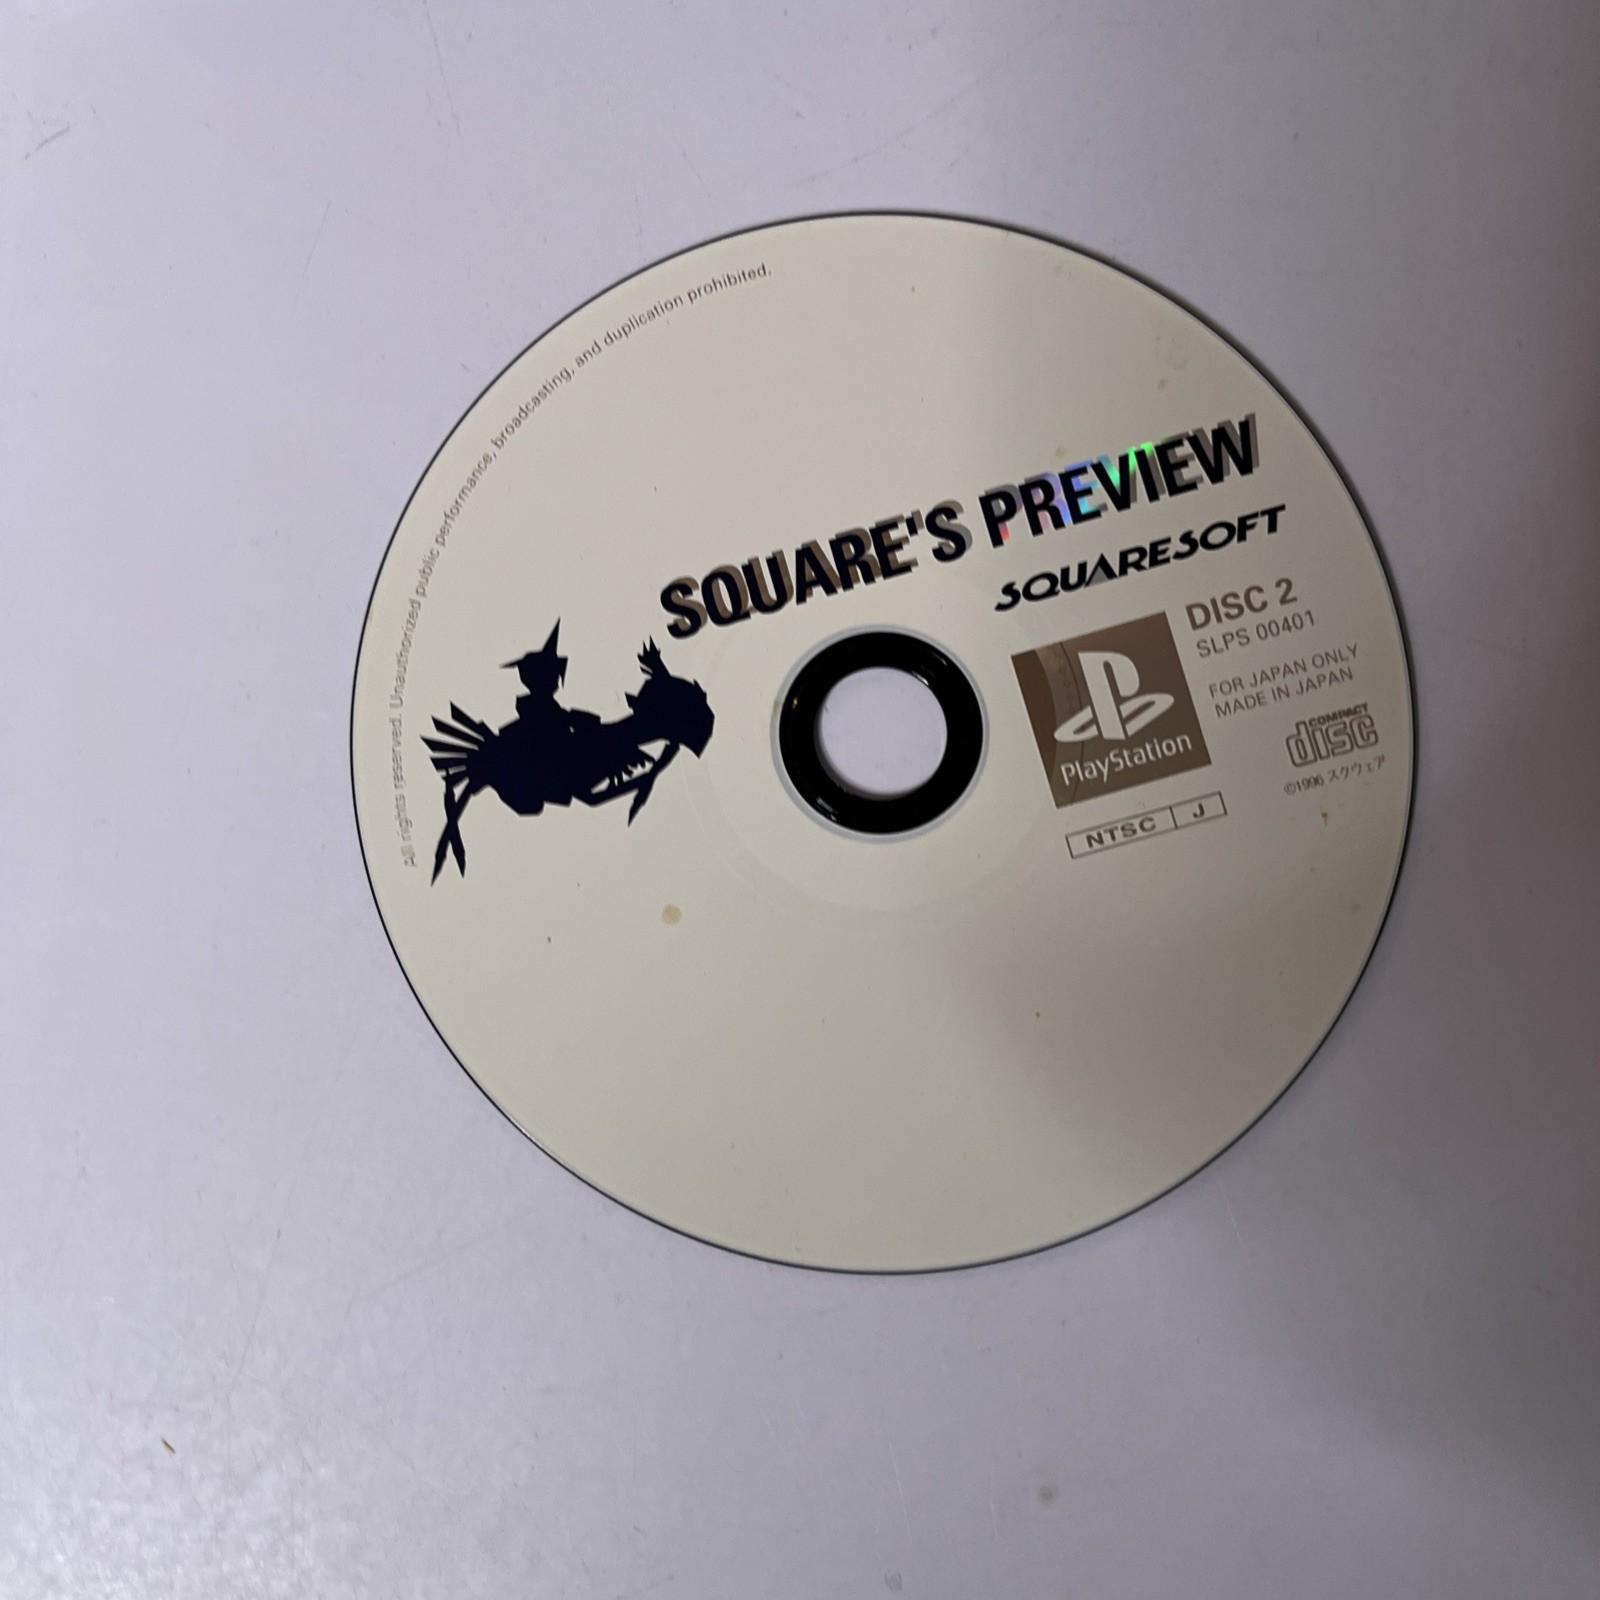 All rights reserved. Unauthorized public performance, broadcasting, and duplication prohibited.
SQUARE'S PREVIEW
SQUARESOFT
DISC 2
SLPS 00401
FOR JAPAN ONLY
MADE IN JAPAN
PlayStation
COMPACT
disc
©1996 スクウェア
NTSC J